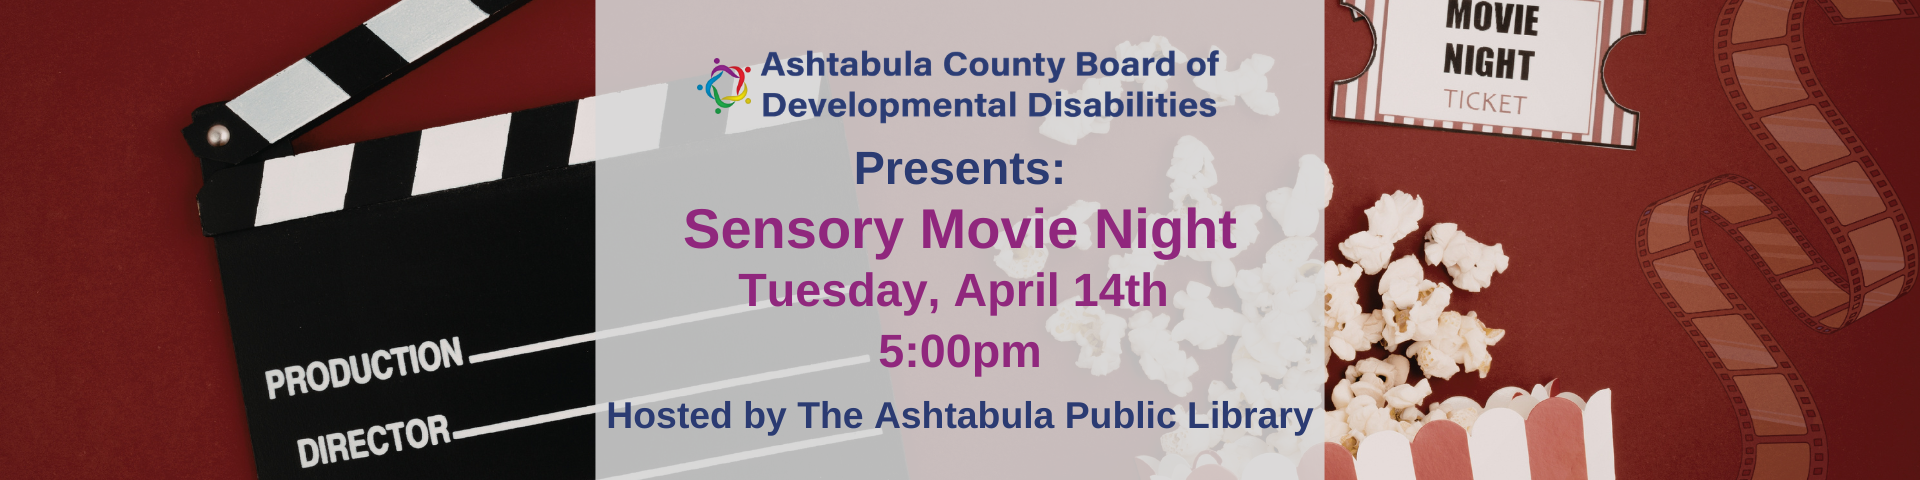 Ashtabula County Board of
Developmental Disabilities
Presents:
Sensory Movie Night
Tuesday, April 14th
5:00pm
Hosted by The Ashtabula Public Library
PRODUCTION
DIRECTOR
MOVIE
NIGHT
TICKET